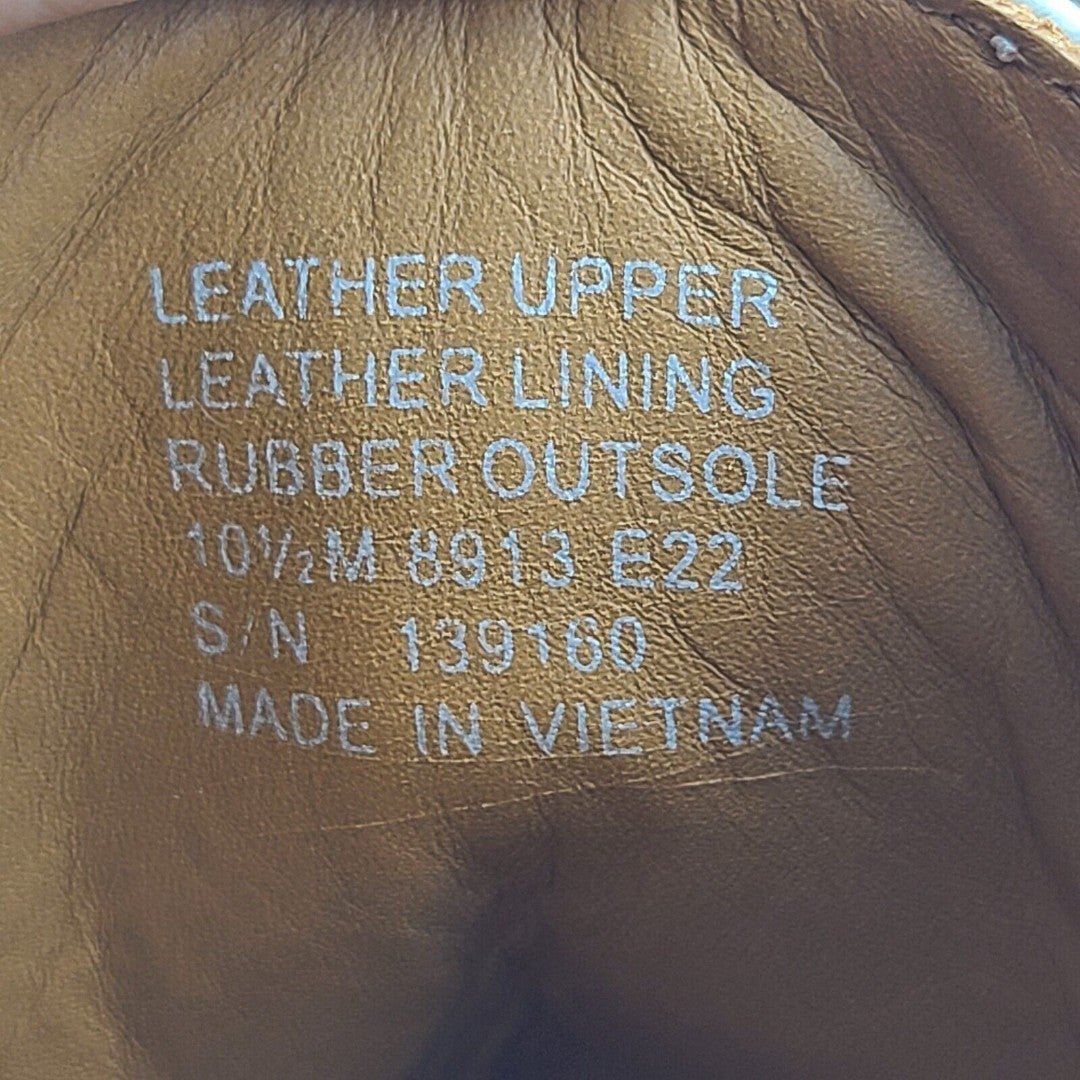 LEATHER UPPER
LEATHER LINING
RUBBER OUTSOLE
10½M 8913 E22
S/N 139160
MADE IN VIETNAM